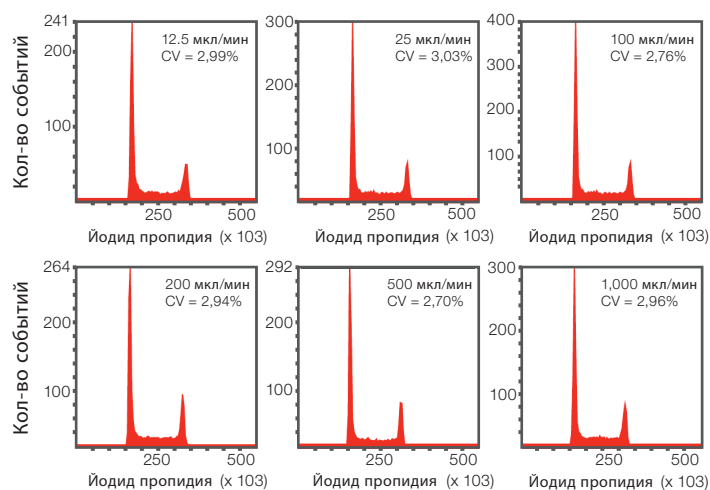 Кол-во событий
241
200
100
12.5 мкл/мин
CV = 2,99%
250
500
Йодид пропидия (x 103)
300
200
100
25 мкл/мин
CV = 3,03%
250
500
Йодид пропидия (x 103)
400
300
200
100
100 мкл/мин
CV = 2,76%
250
500
Йодид пропидия (x 103)
Кол-во событий
264
200
100
200 мкл/мин
CV = 2,94%
250
500
Йодид пропидия (x 103)
292
200
100
500 мкл/мин
CV = 2,70%
250
500
Йодид пропидия (x 103)
300
200
100
1,000 мкл/мин
CV = 2,96%
250
500
Йодид пропидия (x 103)